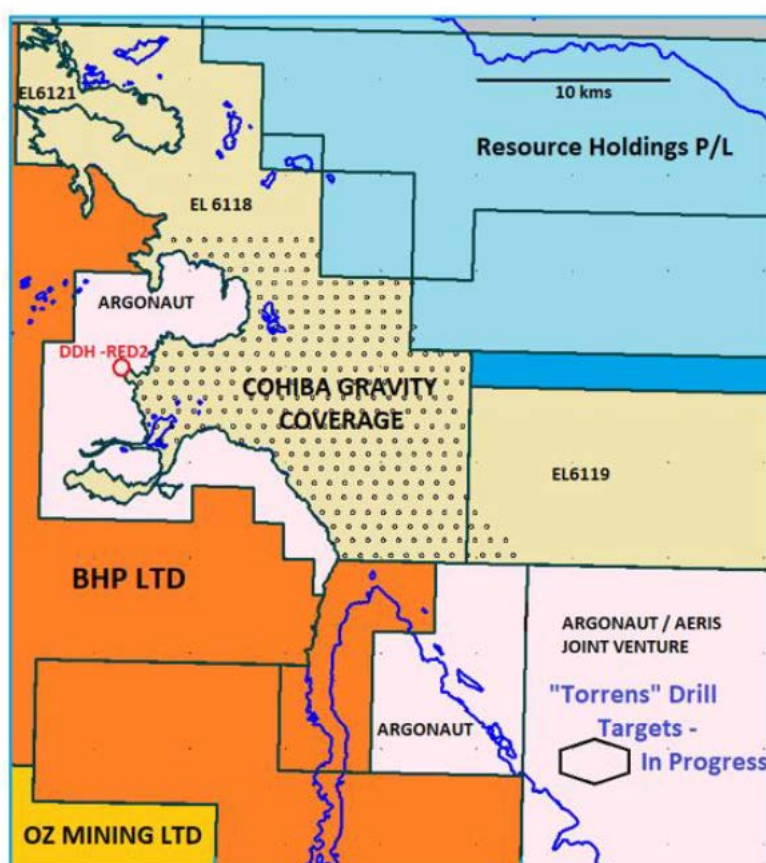 EL6121
10 kms
Resource Holdings P/L
EL 6118
ARGONAUT
DDH -RED2
COHIBA GRAVITY
COVERAGE
EL6119
BHP LTD
ARGONAUT / AERIS
JOINT VENTURE
"Torrens" Drill
Targets -
In Progress
ARGONAUT
OZ MINING LTD